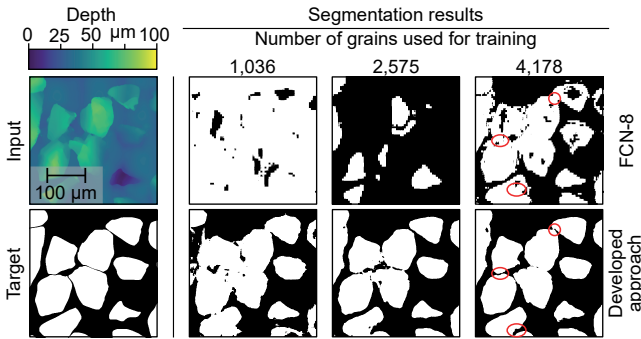 Depth
μm
0 25 50 100
Segmentation results
Number of grains used for training
1,036 2,575 4,178
Input
100 μm
FCN-8
Target
Developed
approach